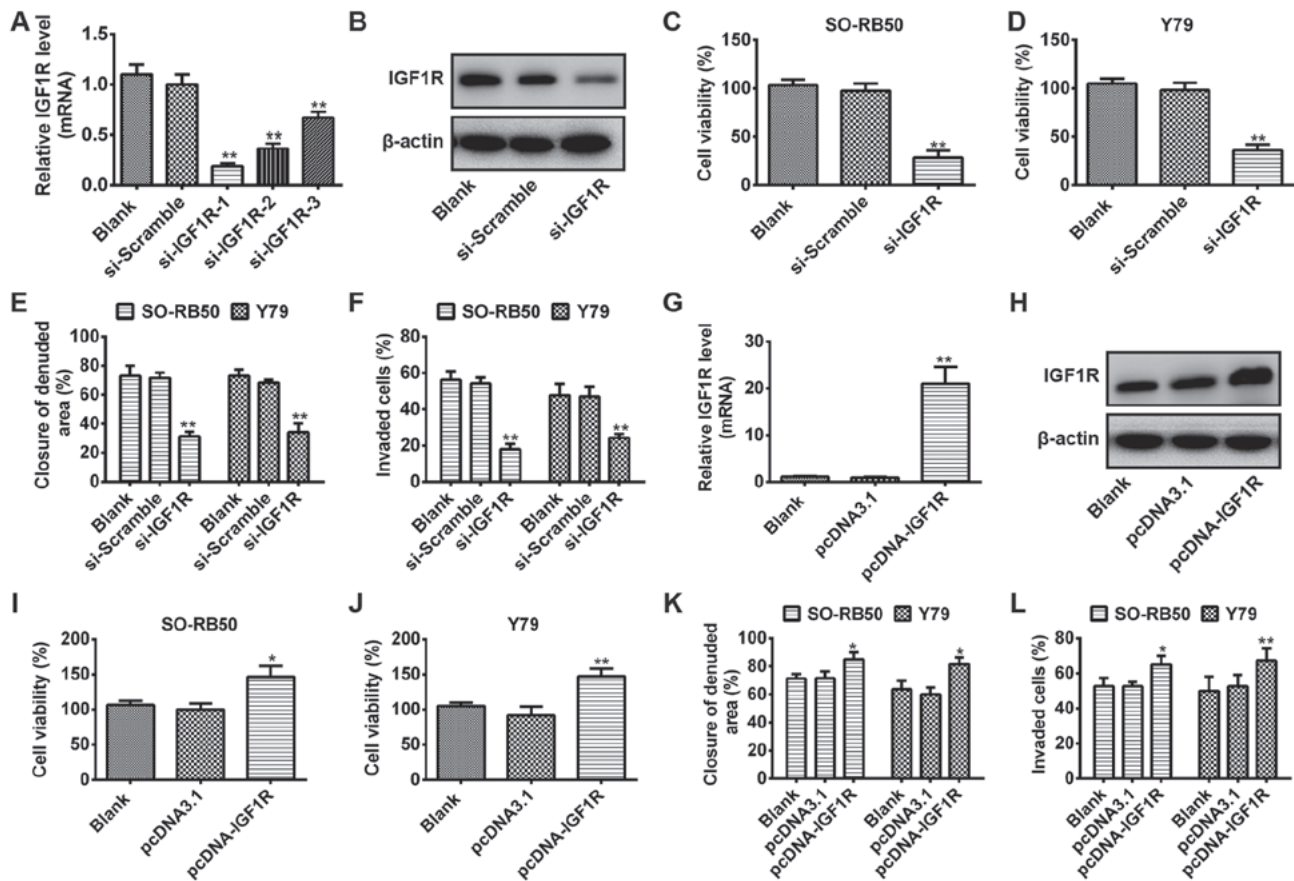 A
Relative IGF1R level
(mRNA)
1.5
1.0
0.5
0.0
**
**
**
Blank
si-Scramble
si-IGF1R-1
si-IGF1R-2
si-IGF1R-3
B
IGF1R
β-actin
Blank
si-Scramble
si-IGF1R
C
SO-RB50
Cell viability (%)
150
100
50
0
**
Blank
si-Scramble
si-IGF1R
D
Y79
Cell viability (%)
150
100
50
0
**
Blank
si-Scramble
si-IGF1R
E
SO-RB50 Y79
Closure of denuded
area (%)
100
80
60
40
20
0
**
**
Blank
si-Scramble
si-IGF1R
Blank
si-Scramble
si-IGF1R
F
SO-RB50 Y79
Invaded cells (%)
80
60
40
20
0
**
**
Blank
si-Scramble
si-IGF1R
Blank
si-Scramble
si-IGF1R
G
Relative IGF1R level
(mRNA)
30
20
10
0
**
Blank
pcDNA3.1
pcDNA-IGF1R
H
IGF1R
β-actin
Blank
pcDNA3.1
pcDNA-IGF1R
I
SO-RB50
Cell viability (%)
200
150
100
50
0
*
Blank
pcDNA3.1
pcDNA-IGF1R
J
Y79
Cell viability (%)
200
150
100
50
0
**
Blank
pcDNA3.1
pcDNA-IGF1R
K
SO-RB50 Y79
Closure of denuded
area (%)
100
80
60
40
20
0
*
*
Blank
pcDNA3.1
pcDNA-IGF1R
Blank
pcDNA3.1
pcDNA-IGF1R
L
SO-RB50 Y79
Invaded cells (%)
80
60
40
20
0
*
**
Blank
pcDNA3.1
pcDNA-IGF1R
Blank
pcDNA3.1
pcDNA-IGF1R